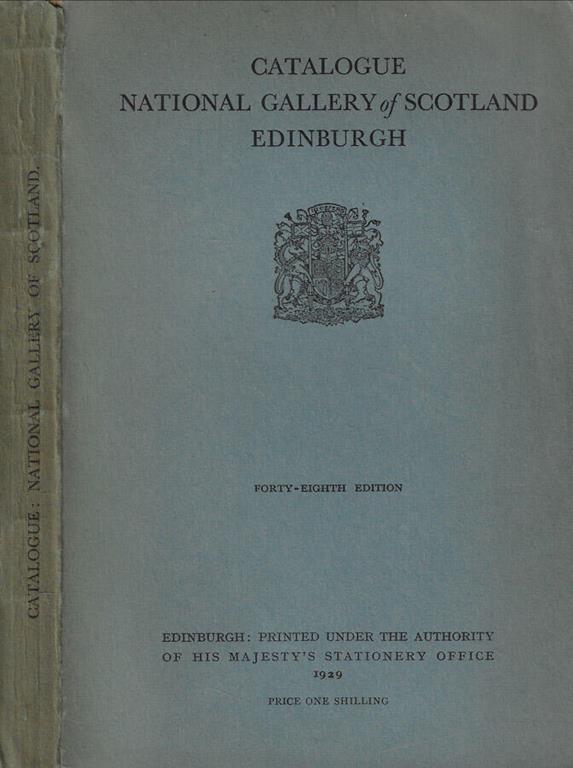 CATALOGUE: NATIONAL GALLERY OF SCOTLAND.
CATALOGUE
NATIONAL GALLERY of SCOTLAND
EDINBURGH
FORTY-EIGHTH EDITION
EDINBURGH: PRINTED UNDER THE AUTHORITY
OF HIS MAJESTY'S STATIONERY OFFICE
1929
PRICE ONE SHILLING